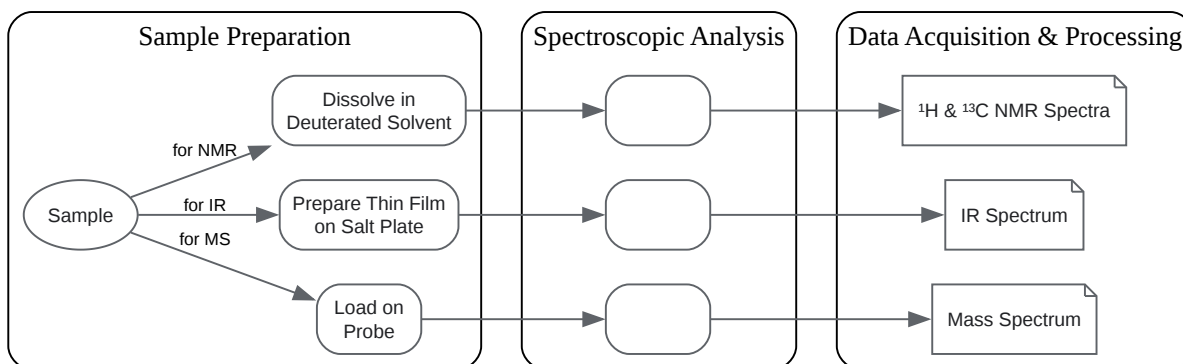 Sample Preparation
Spectroscopic Analysis
Data Acquisition & Processing
Dissolve in
Deuterated Solvent
¹H & ¹³C NMR Spectra
for NMR
Sample
for IR
Prepare Thin Film
on Salt Plate
IR Spectrum
for MS
Load on
Probe
Mass Spectrum